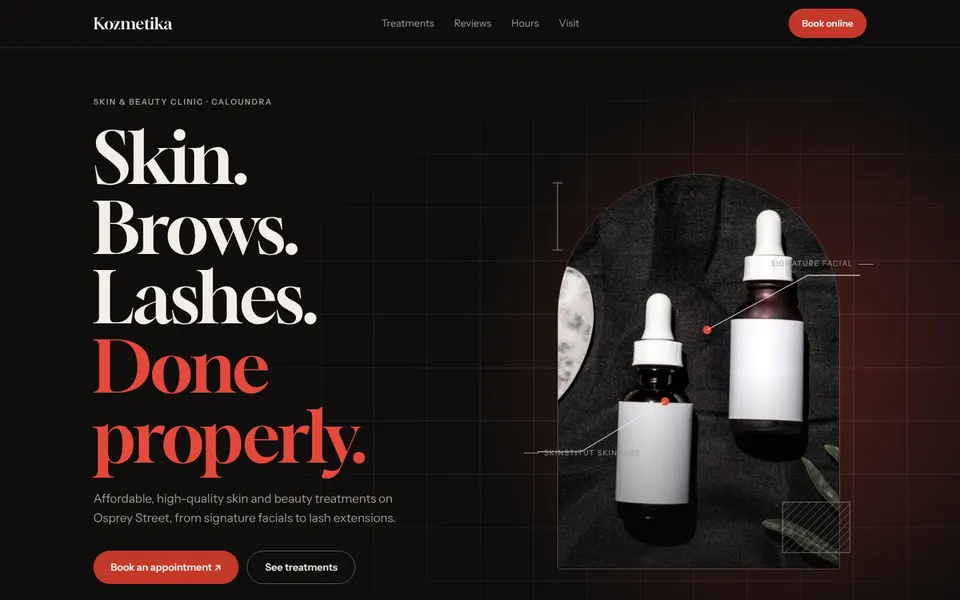 Kozmetika
Treatments Reviews Hours Visit
Book online
SKIN & BEAUTY CLINIC · CALOUNDRA
Skin.
Brows.
Lashes.
Done
properly.
Affordable, high-quality skin and beauty treatments on
Osprey Street, from signature facials to lash extensions.
Book an appointment ↗
See treatments
SIGNATURE FACIAL
SKINSTITUT SKIN